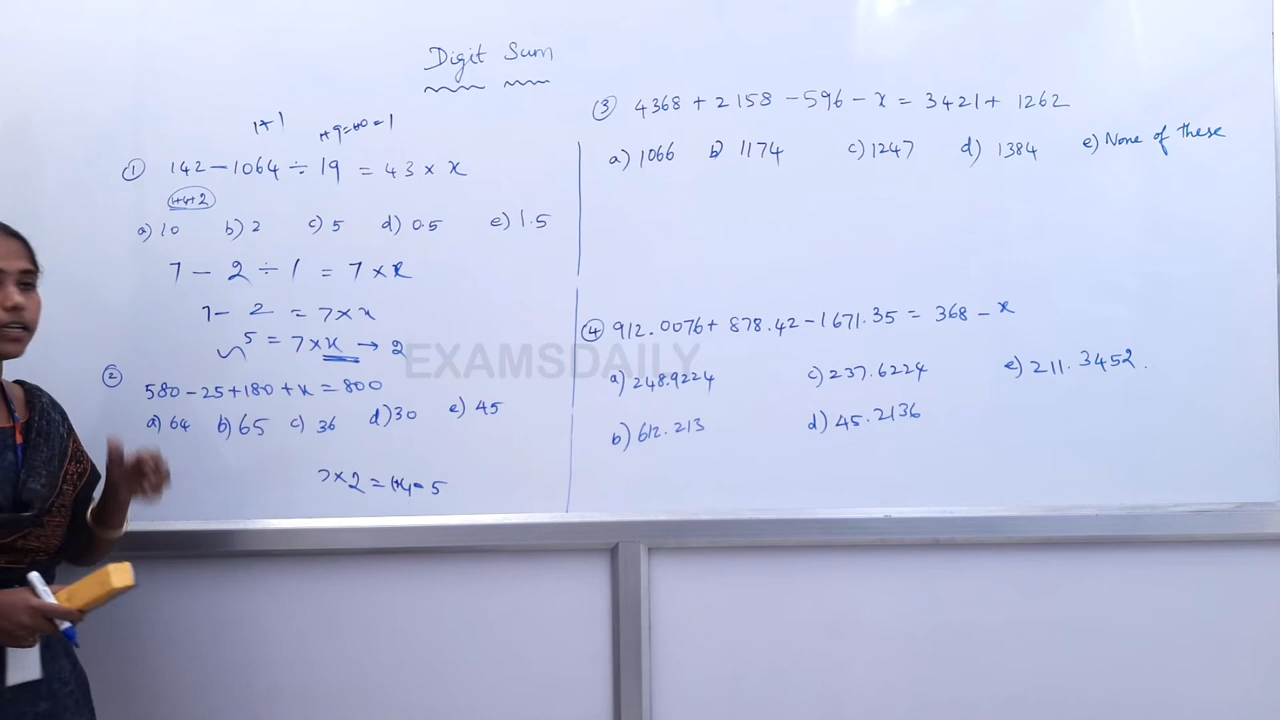 Digit Sum
1+1
1+9=10=1
① 142 - 1064 ÷ 19 = 43 × x
1+4+2
a) 10 b) 2 c) 5 d) 0.5 e) 1.5
7 - 2 ÷ 1 = 7 × x
7 - 2 = 7 × x
5 = 7 × x → 2
② 580 - 25 + 180 + x = 800
a) 64 b) 65 c) 36 d) 30 e) 45
7×2 = 14 = 5
③ 4368 + 2158 - 596 - x = 3421 + 1262
a) 1066 b) 1174 c) 1247 d) 1384 e) None of these
④ 912.0076 + 878.42 - 1671.35 = 368 - x
a) 248.9224 c) 237.6224 e) 211.3452.
b) 612.213 d) 45.2136
EXAMSDAILY